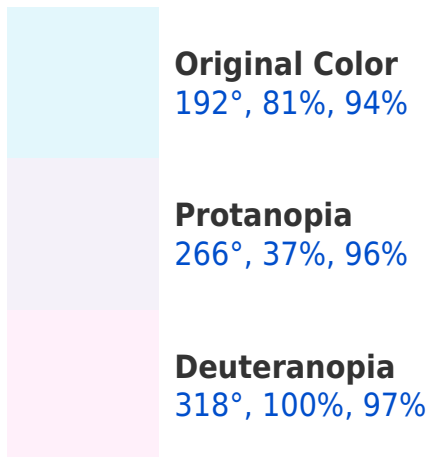 Original Color
192°, 81%, 94%
Protanopia
266°, 37%, 96%
Deuteranopia
318°, 100%, 97%